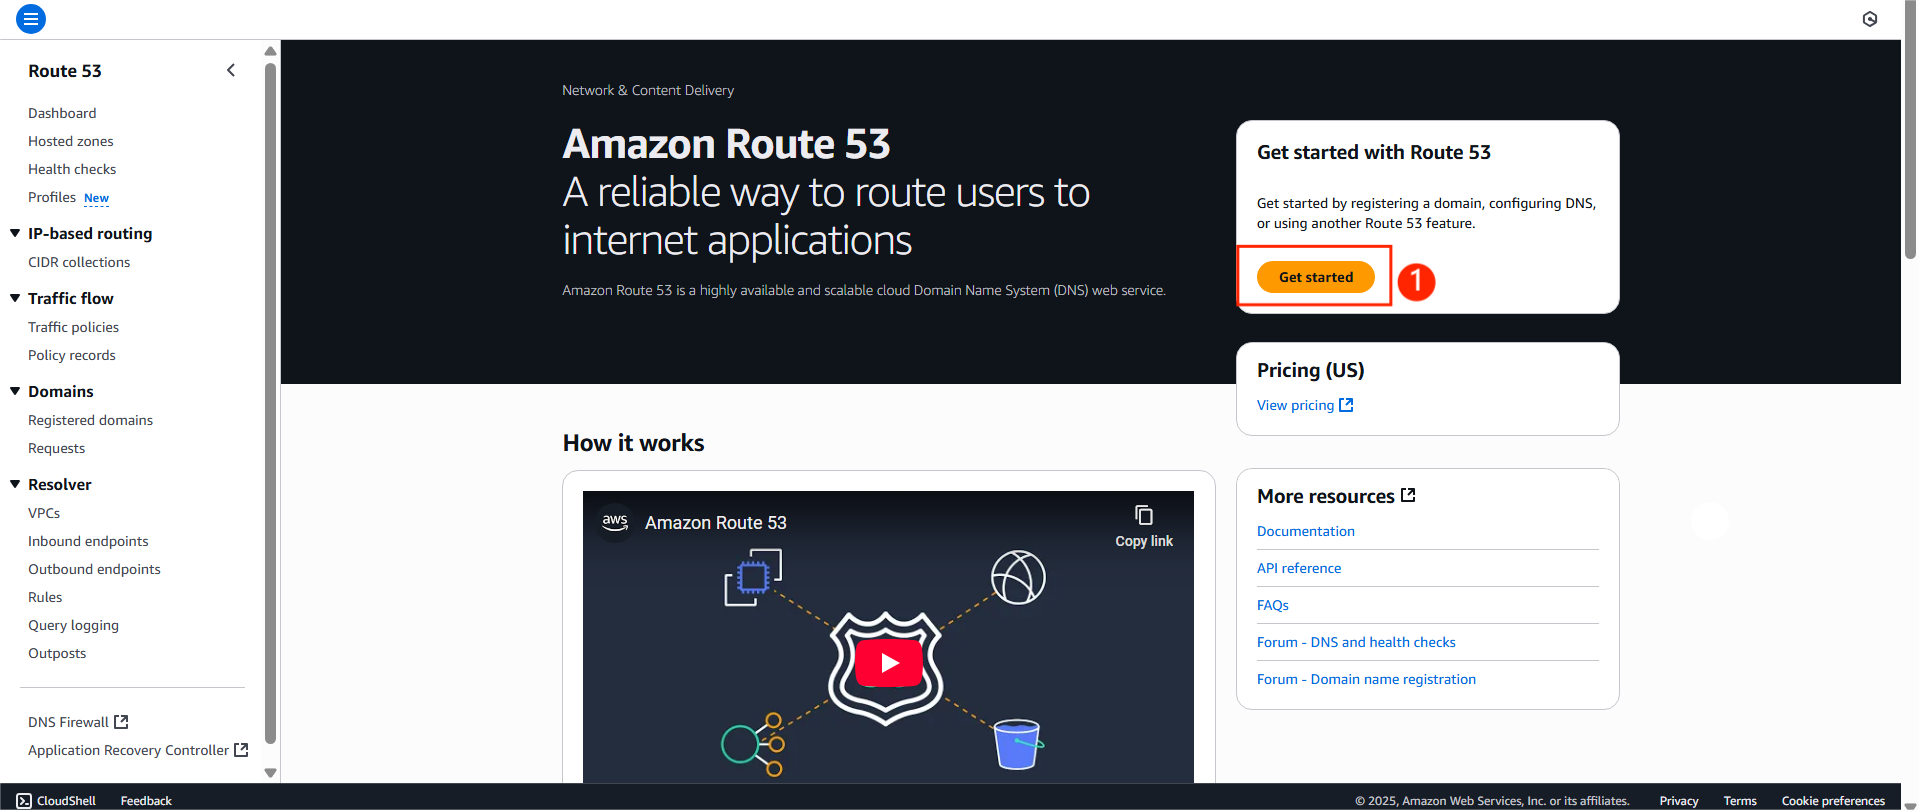 Route 53
Dashboard
Hosted zones
Health checks
Profiles New
IP-based routing
CIDR collections
Traffic flow
Traffic policies
Policy records
Domains
Registered domains
Requests
Resolver
VPCs
Inbound endpoints
Outbound endpoints
Rules
Query logging
Outposts
DNS Firewall
Application Recovery Controller
Network & Content Delivery
Amazon Route 53
A reliable way to route users to
internet applications
Amazon Route 53 is a highly available and scalable cloud Domain Name System (DNS) web service.
Get started with Route 53
Get started by registering a domain, configuring DNS,
or using another Route 53 feature.
Get started
1
Pricing (US)
View pricing
How it works
aws
Amazon Route 53
Copy link
More resources
Documentation
API reference
FAQs
Forum - DNS and health checks
Forum - Domain name registration
CloudShell
Feedback
© 2025, Amazon Web Services, Inc. or its affiliates.
Privacy
Terms
Cookie preferences